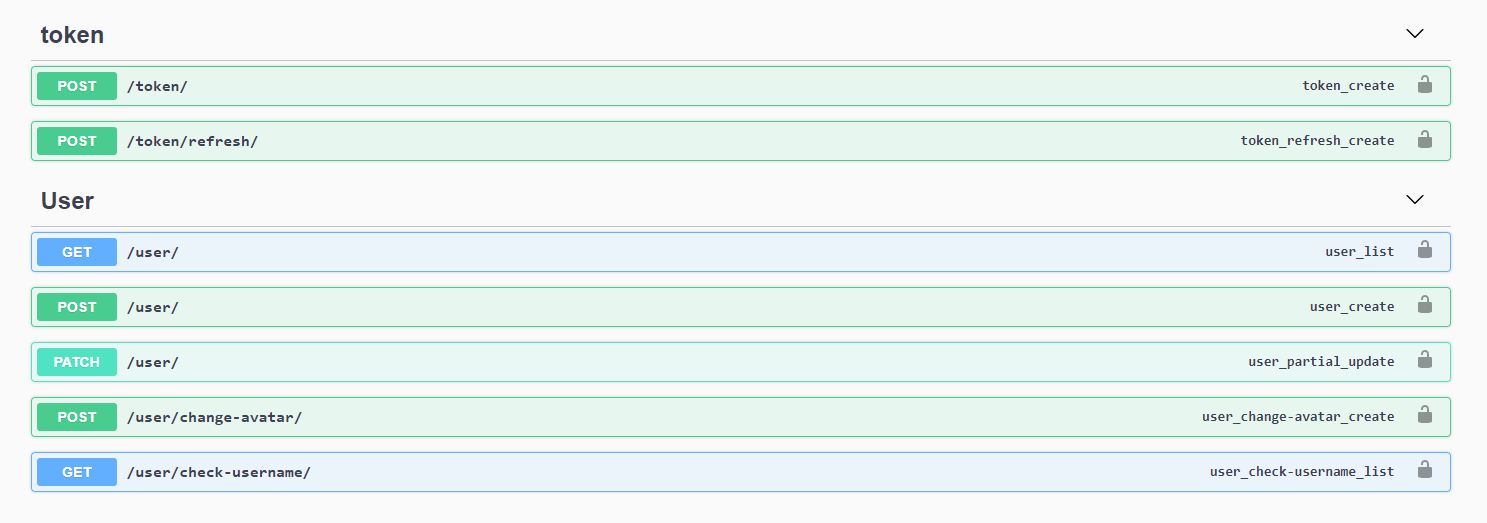 token
POST /token/ token_create
POST /token/refresh/ token_refresh_create
User
GET /user/ user_list
POST /user/ user_create
PATCH /user/ user_partial_update
POST /user/change-avatar/ user_change-avatar_create
GET /user/check-username/ user_check-username_list